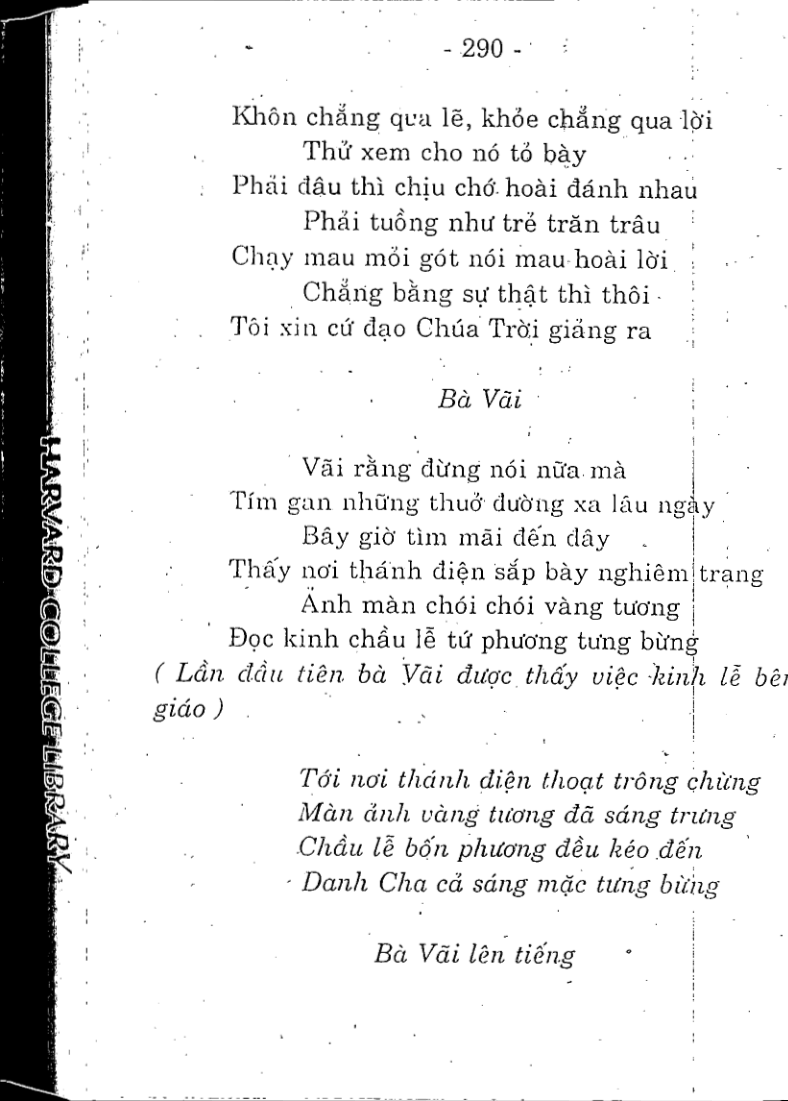 - 290 -
Khôn chẳng qua lẽ, khỏe chẳng qua lời
Thử xem cho nó tỏ bày
Phải đâu thì chịu chớ hoài đánh nhau
Phải tuồng như trẻ trăn trâu
Chạy mau mỏi gót nói mau hoài lời
Chẳng bằng sự thật thì thôi
Tôi xin cứ đạo Chúa Trời giảng ra
Bà Vãi
Vãi rằng đừng nói nữa mà
Tím gan những thuở đường xa lâu ngày
Bây giờ tìm mãi đến đây
Thấy nơi thánh điện sắp bày nghiêm trang
Ảnh màn chói chói vàng tương
Đọc kinh chầu lễ tứ phương tưng bừng
( Lần đầu tiên bà Vãi được thấy việc kinh lễ bên
giáo )
Tới nơi thánh điện thoạt trông chừng
Màn ảnh vàng tương đã sáng trưng
Chầu lễ bốn phương đều kéo đến
Danh Cha cả sáng mặc tưng bừng
Bà Vãi lên tiếng
HARVARD COLLEGE LIBRARY